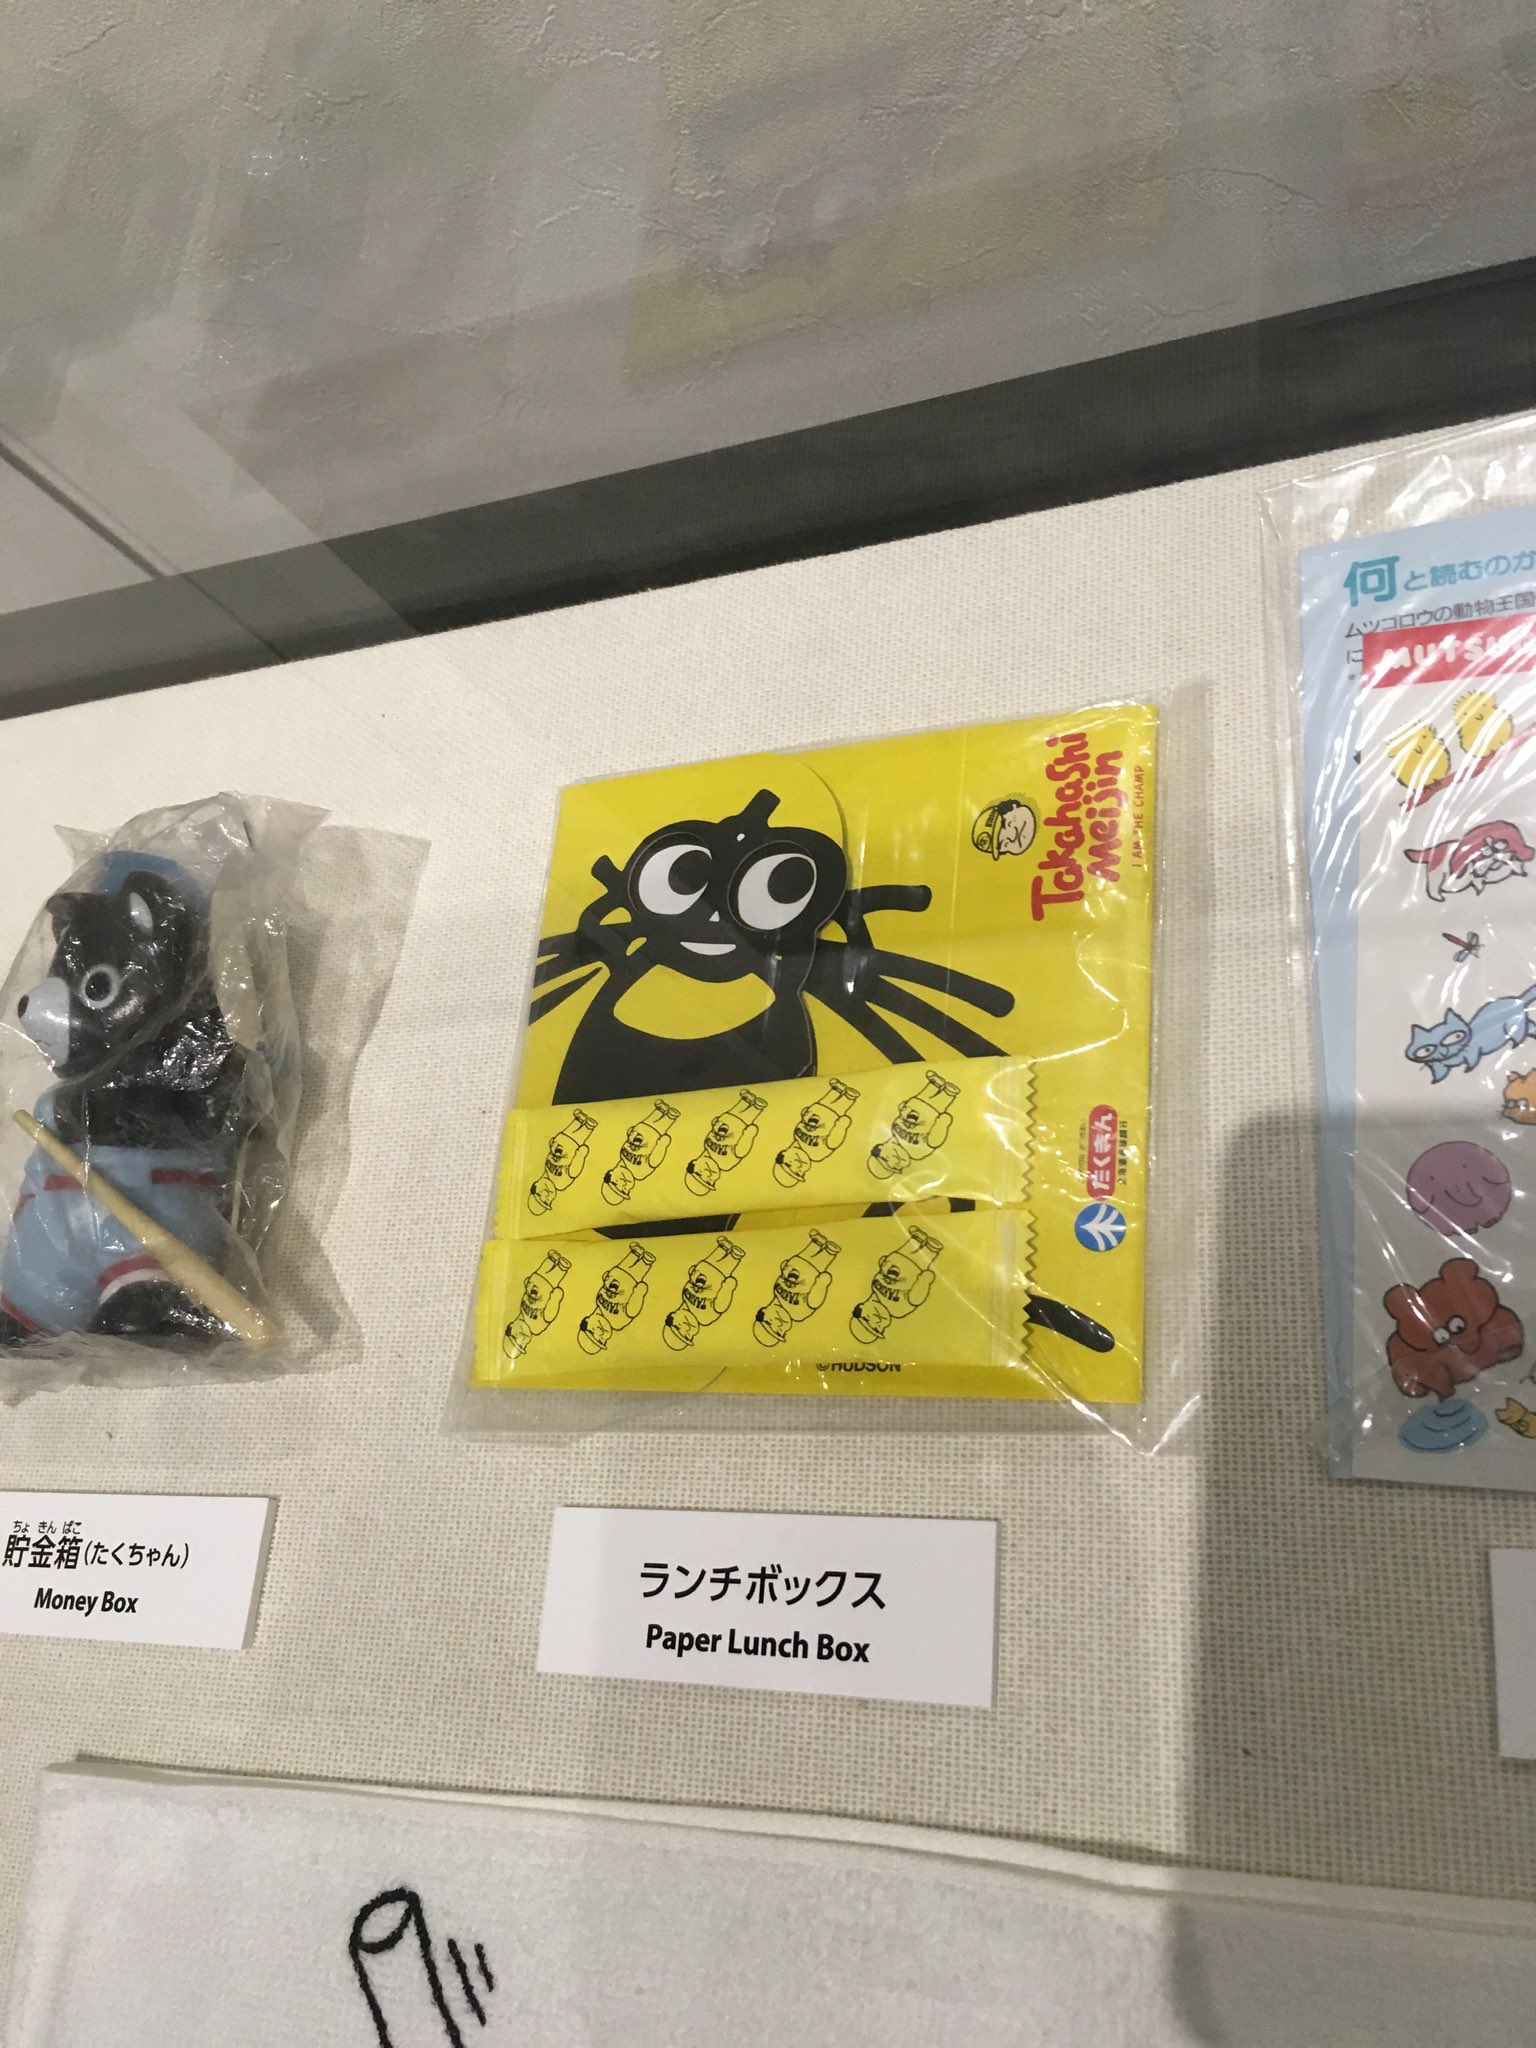 Takahashi
Meijin
I AM THE CHAMP
たくぎん
©HUDSON
何と読むのか
ムツゴロウの動物王国
に
MUTSU
ちょ きん ばこ
貯金箱(たくちゃん)
Money Box
ランチボックス
Paper Lunch Box